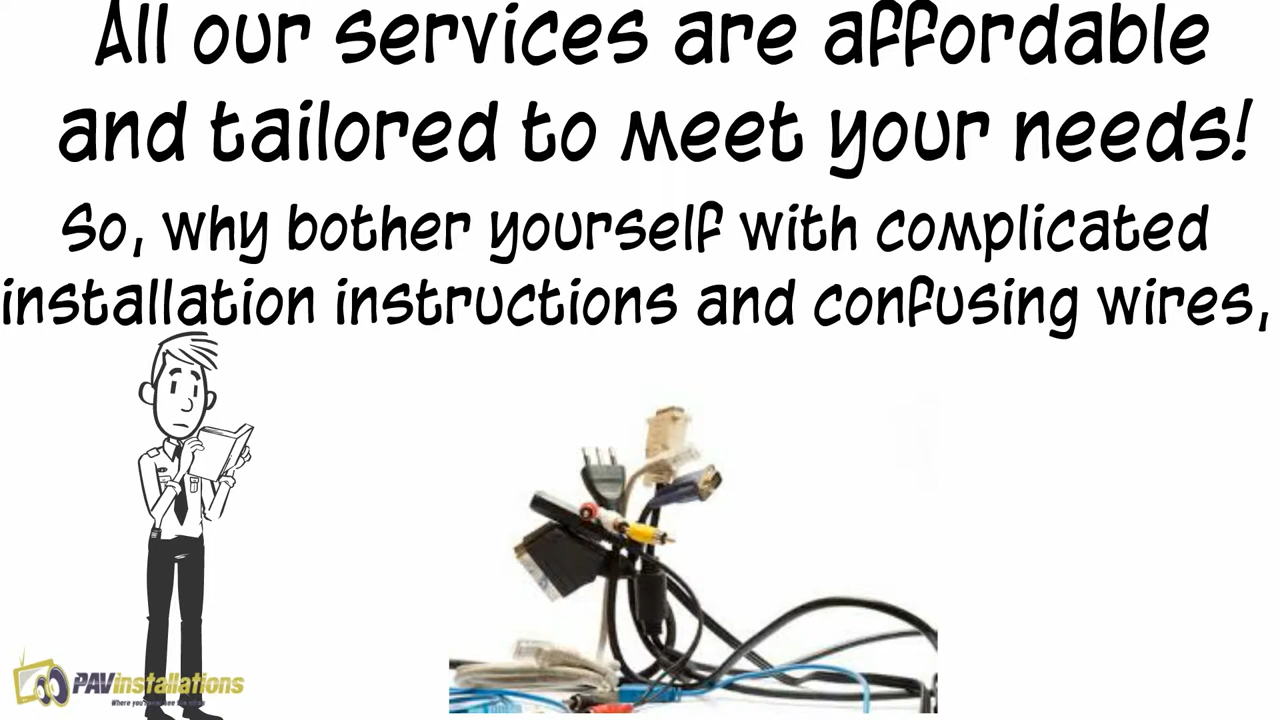 All our services are affordable
and tailored to meet your needs!
So, why bother yourself with complicated
installation instructions and confusing wires,
PAVinstallations